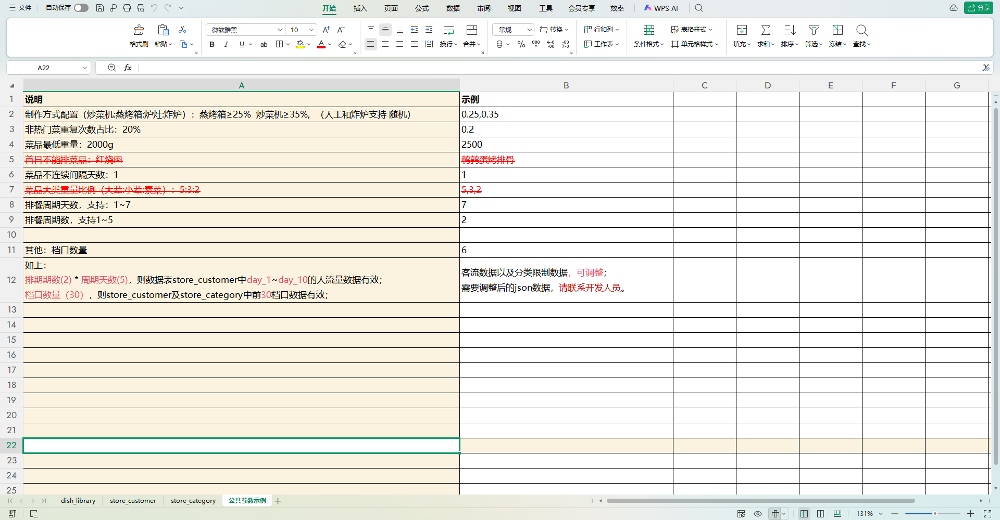 文件 自动保存 开始 插入 页面 公式 数据 审阅 视图 工具 会员专享 效率 WPS AI 分享
格式刷 粘贴 微软雅黑 10 A+ A- 换行 合并 常规 转换 行和列 条件格式 表格样式 填充 求和 排序 筛选 冻结 查找
B I U ab A % 工作表 单元格样式
A22 fx
A B C D E F G
1 说明 示例
2 制作方式配置（炒菜机:蒸烤箱:炉灶:炸炉）：蒸烤箱≥25% 炒菜机≥35%，（人工和炸炉支持 随机） 0.25,0.35
3 非热门菜重复次数占比：20% 0.2
4 菜品最低重量：2000g 2500
5 首日不能排菜品：红烧肉 鹌鹑蛋烤排骨
6 菜品不连续间隔天数：1 1
7 菜品大类重量比例（大荤:小荤:素菜）：5:3:2 5,3,2
8 排餐周期天数，支持：1~7 7
9 排餐周期数，支持1~5 2
10
11 其他：档口数量 6
12 如上：
排期期数(2) * 周期天数(5)，则数据表store_customer中day_1~day_10的人流量数据有效；
档口数量（30），则store_customer及store_category中前30档口数据有效；
客流数据以及分类限制数据，可调整；
需要调整后的json数据，请联系开发人员。
13
14
15
16
17
18
19
20
21
22
23
24
25
dish_library store_customer store_category 公共参数示例
131%